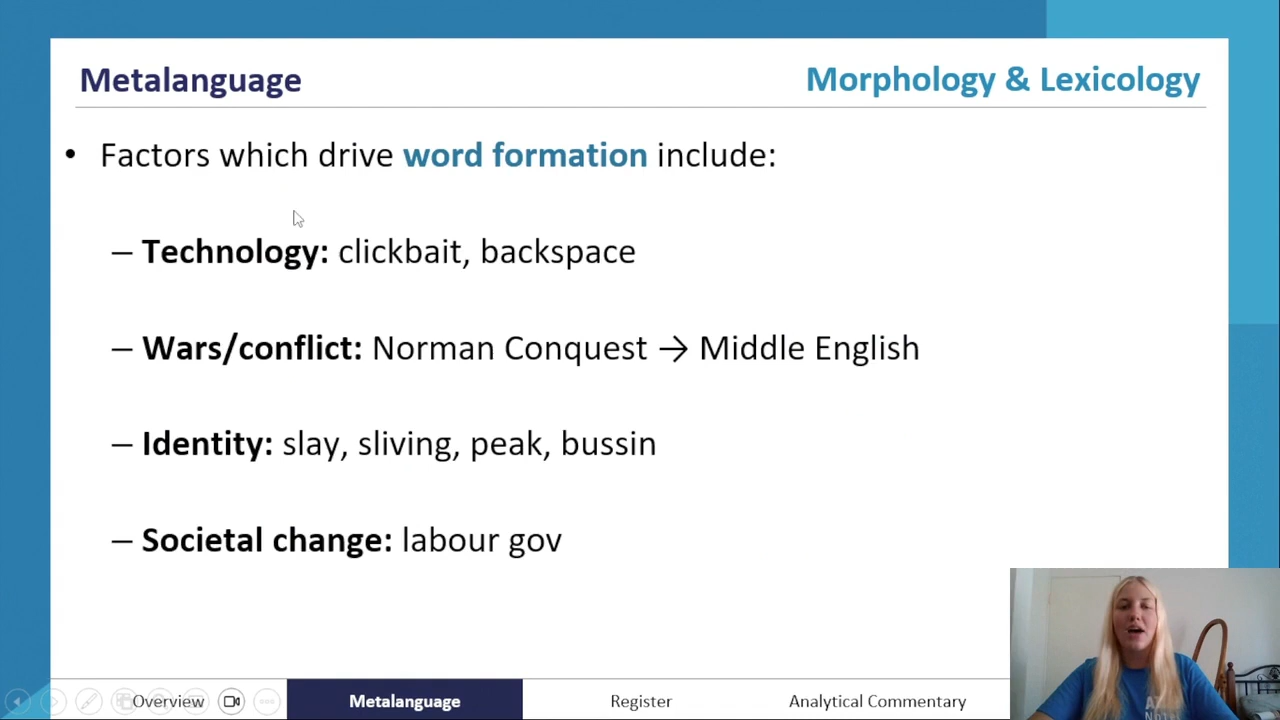 Metalanguage
Morphology & Lexicology
• Factors which drive word formation include:
– Technology: clickbait, backspace
– Wars/conflict: Norman Conquest → Middle English
– Identity: slay, sliving, peak, bussin
– Societal change: labour gov
Overview
Metalanguage
Register
Analytical Commentary